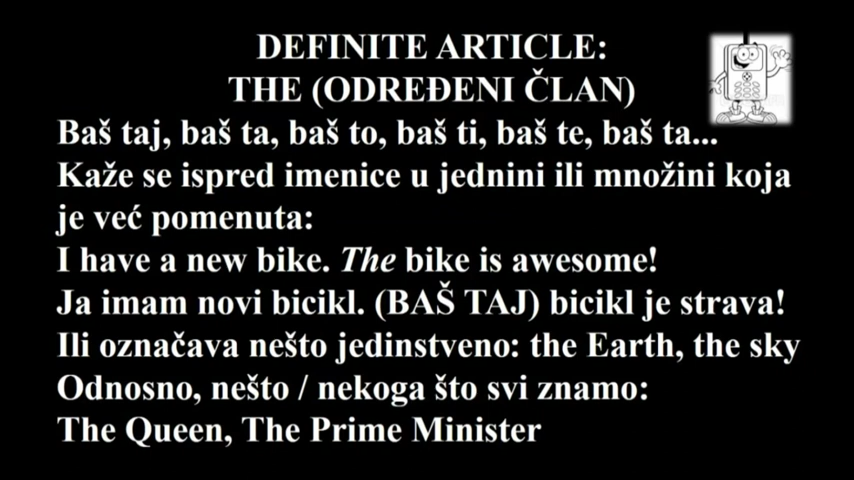 DEFINITE ARTICLE:
THE (ODREĐENI ČLAN)
Baš taj, baš ta, baš to, baš ti, baš te, baš ta...
Kaže se ispred imenice u jednini ili množini koja
je već pomenuta:
I have a new bike. The bike is awesome!
Ja imam novi bicikl. (BAŠ TAJ) bicikl je strava!
Ili označava nešto jedinstveno: the Earth, the sky
Odnosno, nešto / nekoga što svi znamo:
The Queen, The Prime Minister